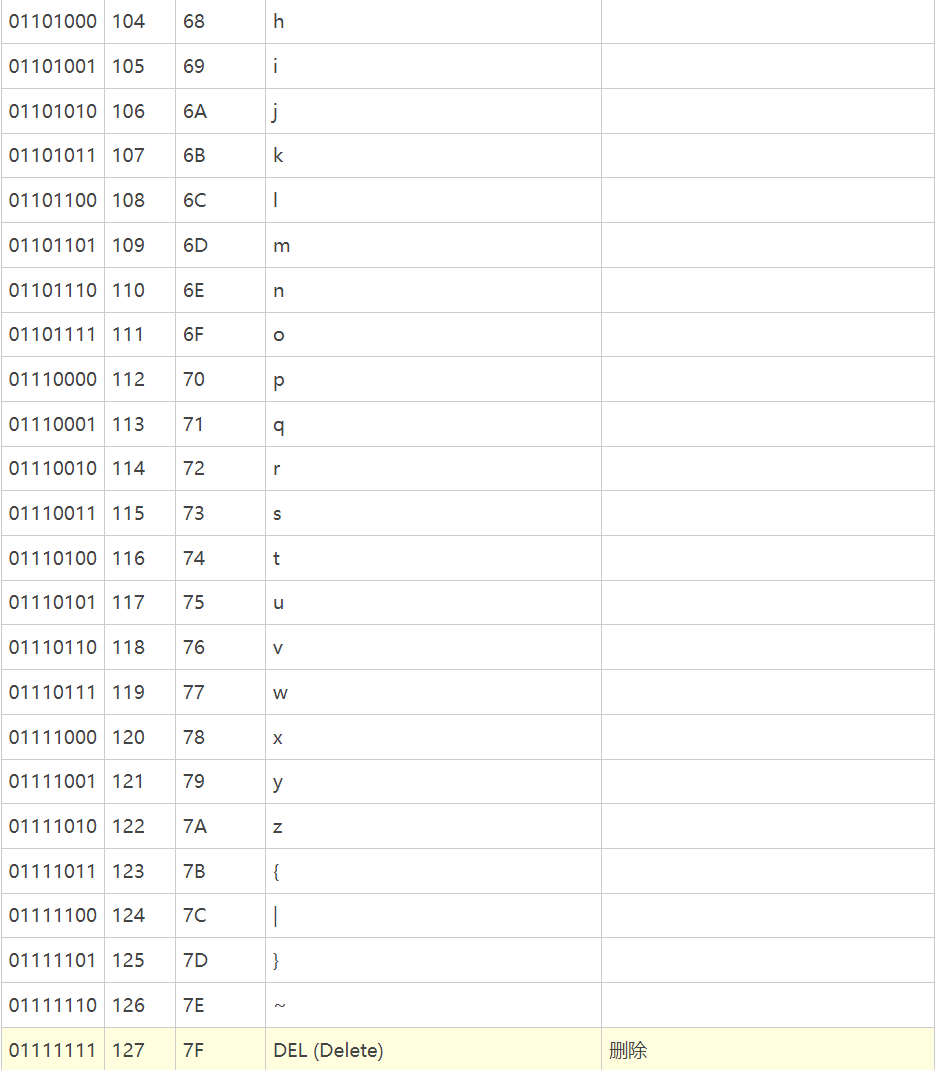 01101000 104 68 h
01101001 105 69 i
01101010 106 6A j
01101011 107 6B k
01101100 108 6C l
01101101 109 6D m
01101110 110 6E n
01101111 111 6F o
01110000 112 70 p
01110001 113 71 q
01110010 114 72 r
01110011 115 73 s
01110100 116 74 t
01110101 117 75 u
01110110 118 76 v
01110111 119 77 w
01111000 120 78 x
01111001 121 79 y
01111010 122 7A z
01111011 123 7B {
01111100 124 7C |
01111101 125 7D }
01111110 126 7E ~
01111111 127 7F DEL (Delete) 删除